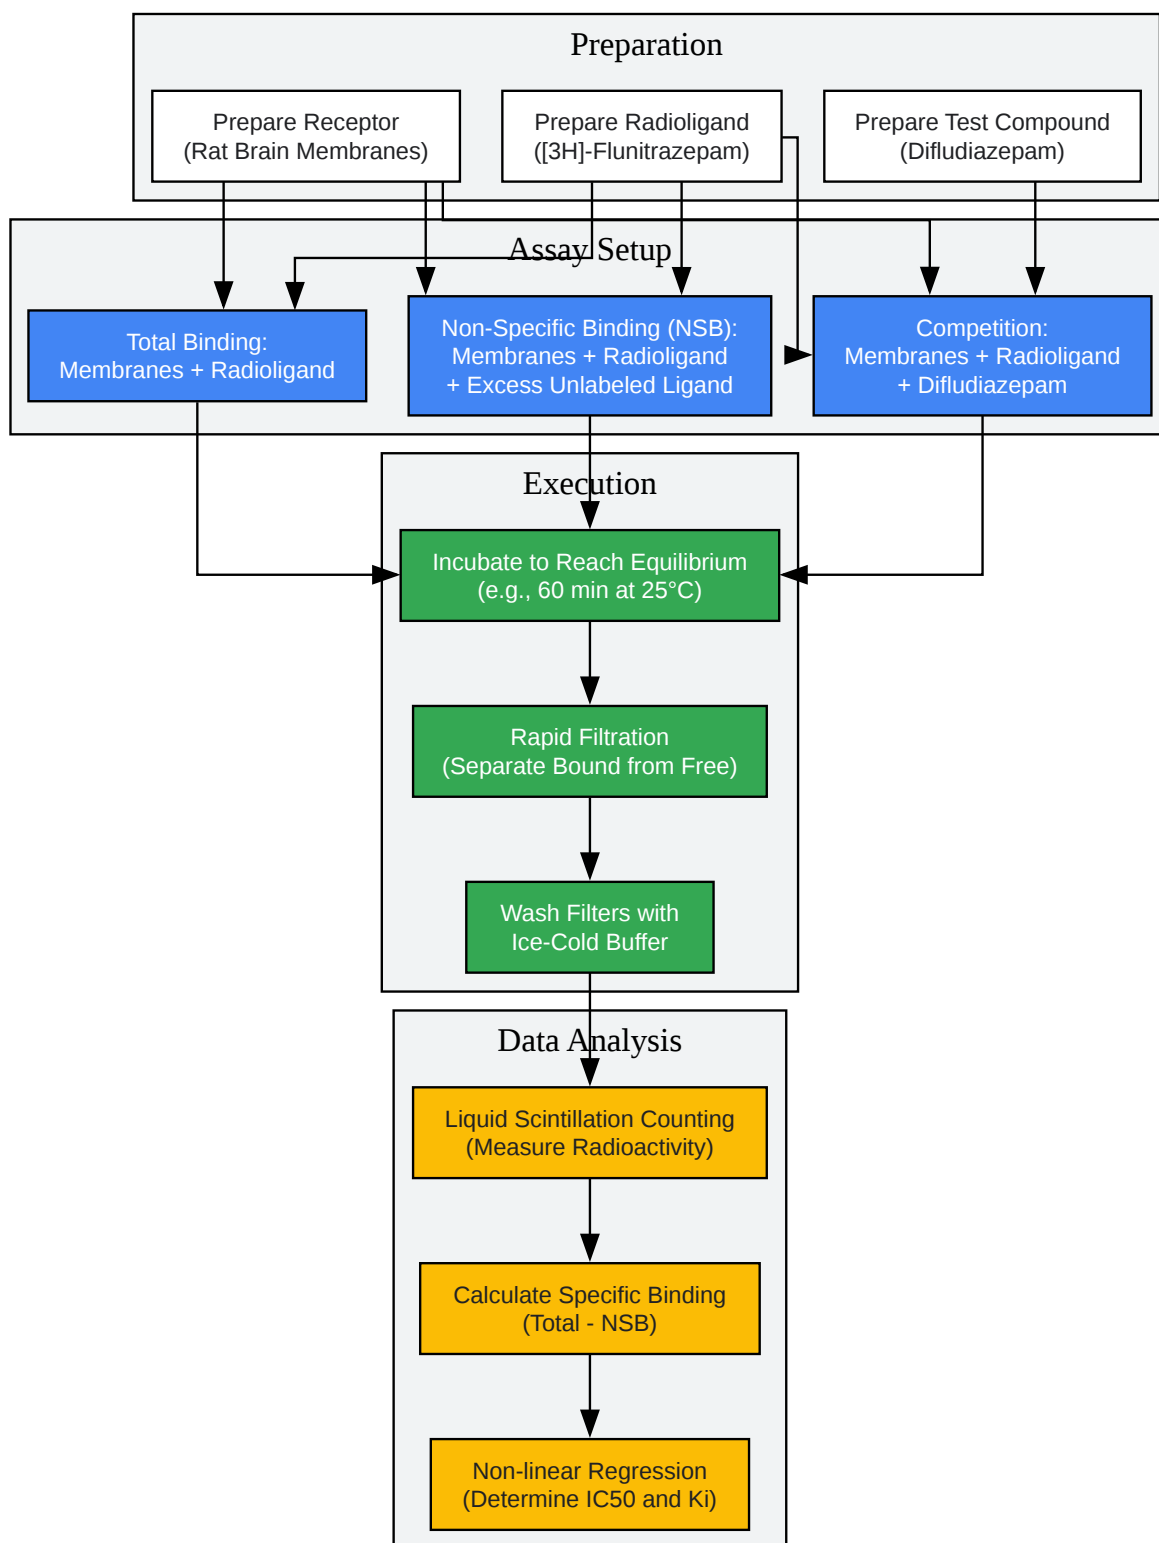 Preparation
Prepare Receptor
(Rat Brain Membranes)
Prepare Radioligand
([3H]-Flunitrazepam)
Prepare Test Compound
(Difludiazepam)
Assay Setup
Total Binding:
Membranes + Radioligand
Non-Specific Binding (NSB):
Membranes + Radioligand
+ Excess Unlabeled Ligand
Competition:
Membranes + Radioligand
+ Difludiazepam
Execution
Incubate to Reach Equilibrium
(e.g., 60 min at 25°C)
Rapid Filtration
(Separate Bound from Free)
Wash Filters with
Ice-Cold Buffer
Data Analysis
Liquid Scintillation Counting
(Measure Radioactivity)
Calculate Specific Binding
(Total - NSB)
Non-linear Regression
(Determine IC50 and Ki)